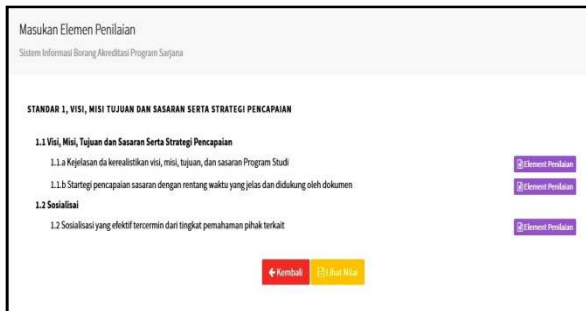 Masukan Elemen Penilaian
Sistem Informasi Borang Akreditasi Program Sarjana
STANDAR 1, VISI, MISI TUJUAN DAN SASARAN SERTA STRATEGI PENCAPAIAN
1.1 Visi, Misi, Tujuan dan Sasaran Serta Strategi Pencapaian
1.1.a Kejelasan da kerealistikan visi, misi, tujuan, dan sasaran Program Studi
Element Penilaian
1.1.b Startegi pencapaian sasaran dengan rentang waktu yang jelas dan didukung oleh dokumen
Element Penilaian
1.2 Sosialisai
1.2 Sosialisasi yang efektif tercermin dari tingkat pemahaman pihak terkait
Element Penilaian
Kembali
Lihat Nilai